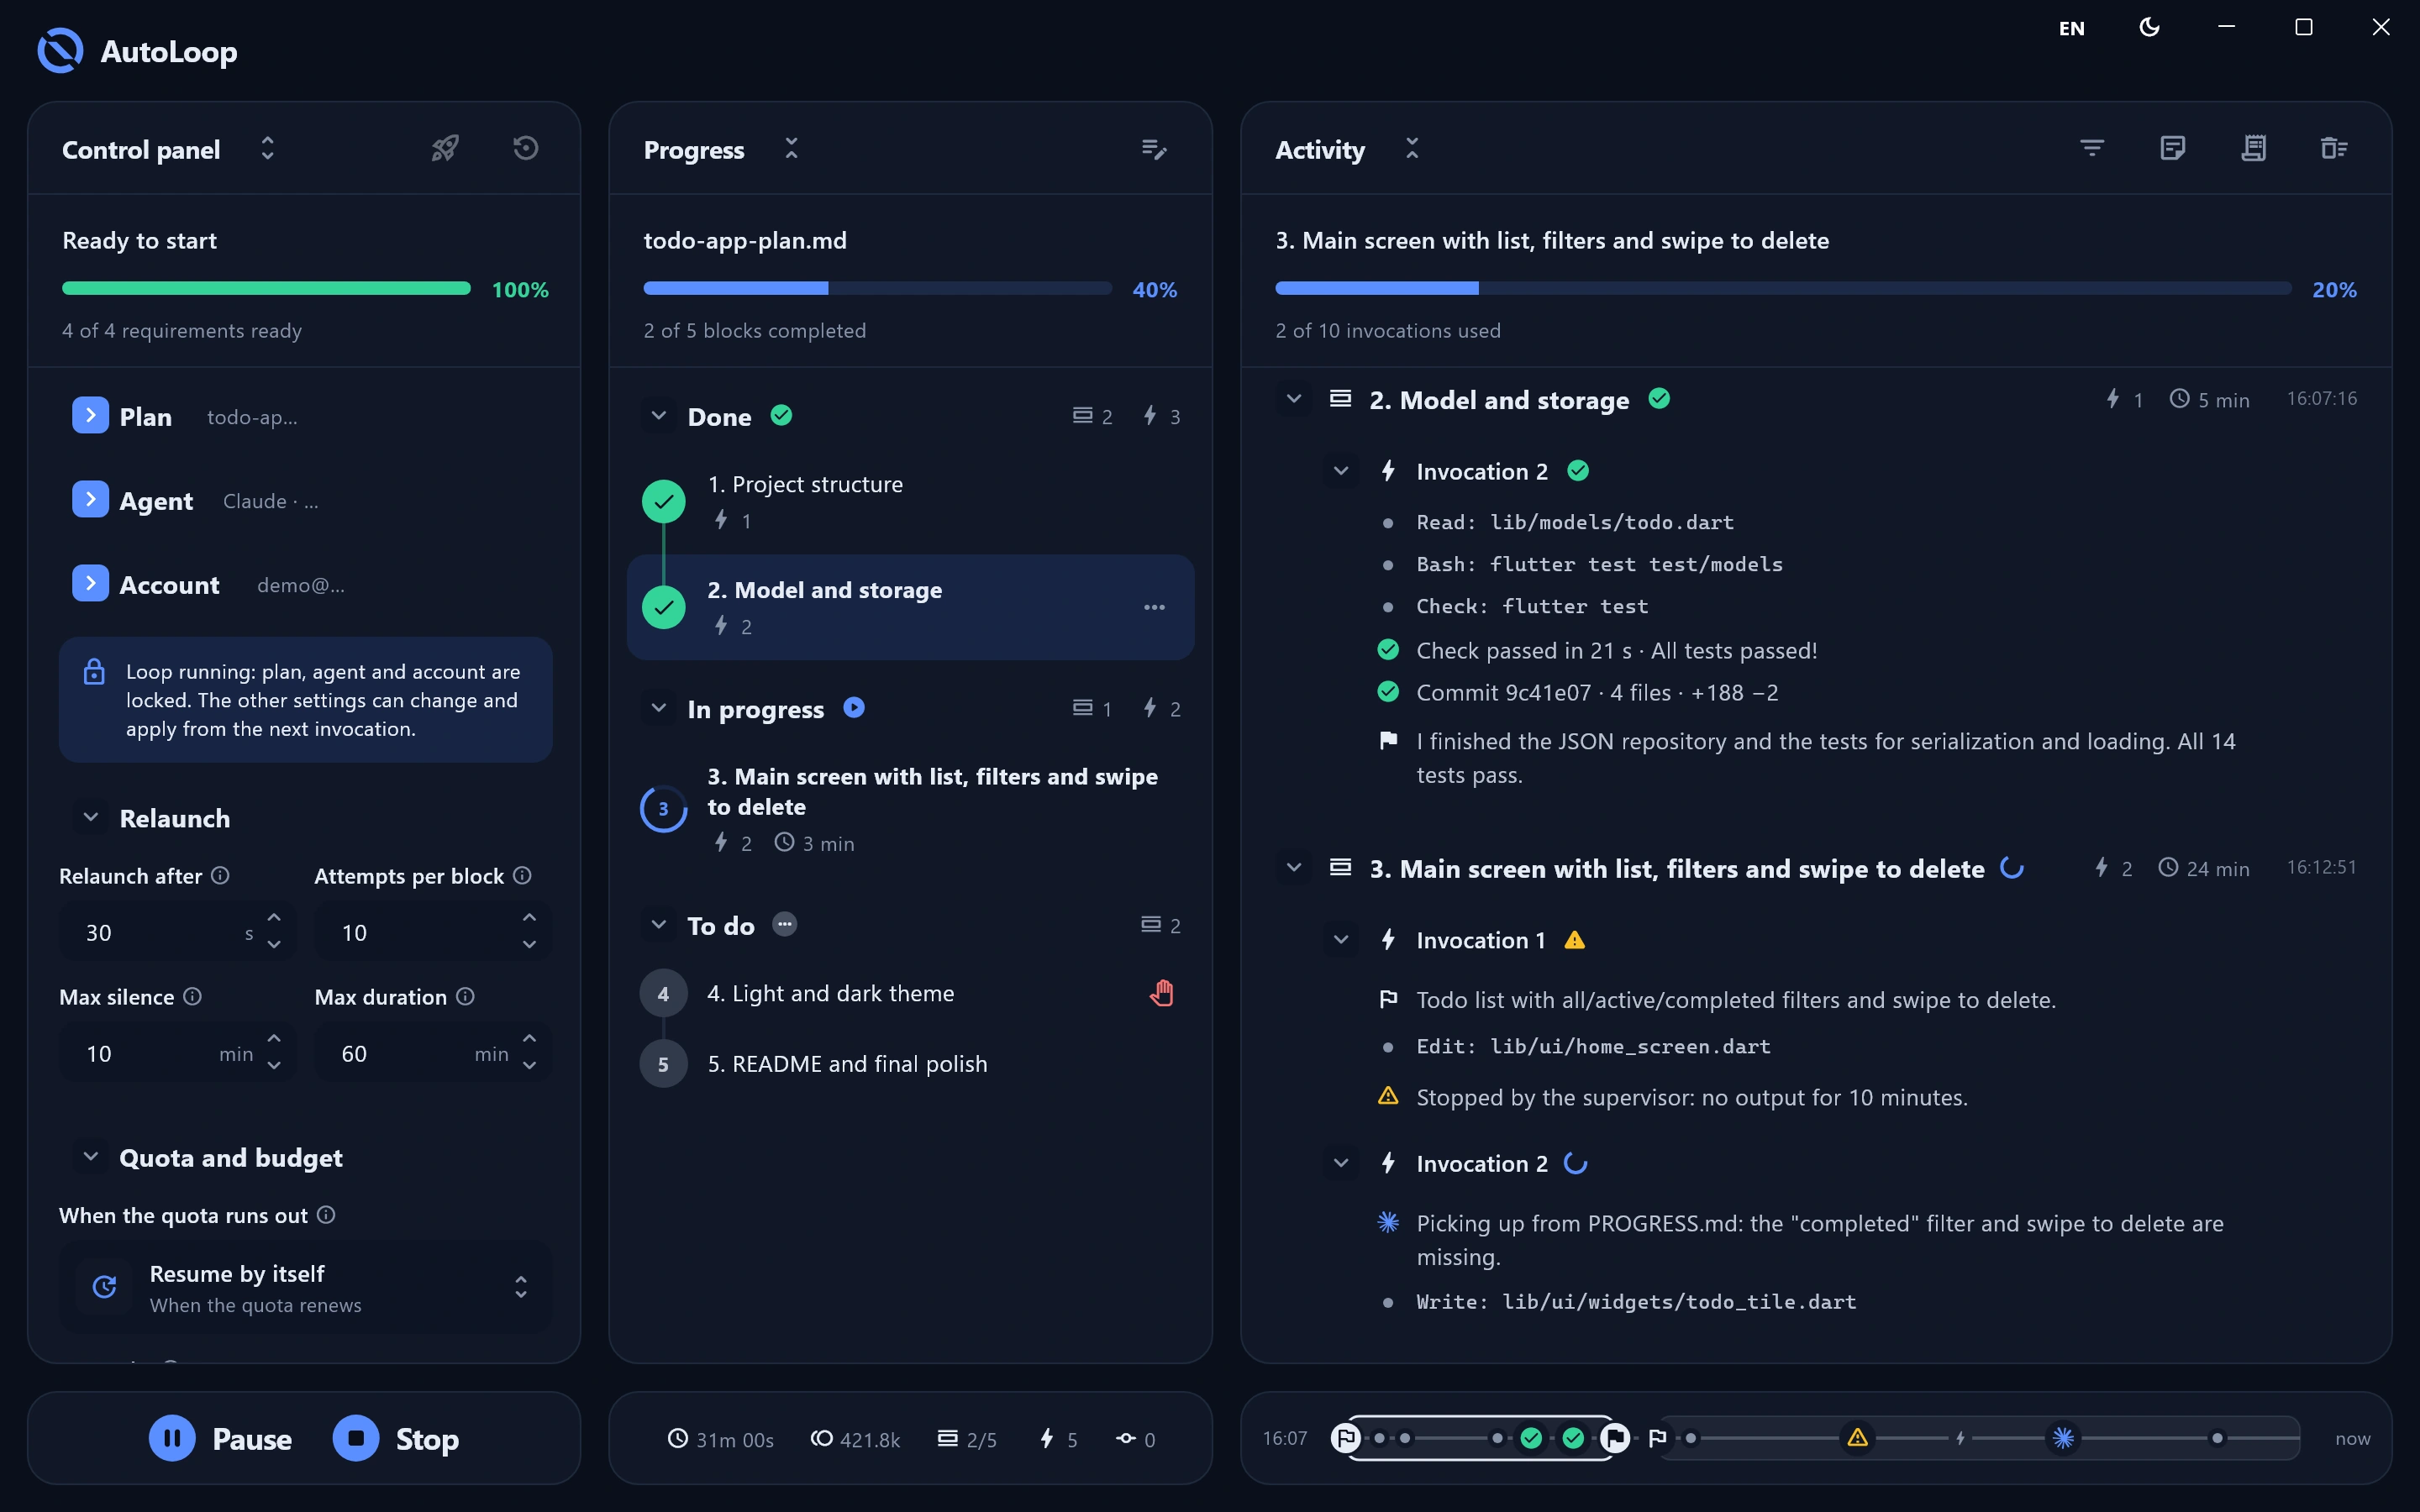 AutoLoop
EN
Control panel
Ready to start
100%
4 of 4 requirements ready
Plan todo-ap...
Agent Claude · ...
Account demo@...
Loop running: plan, agent and account are
locked. The other settings can change and
apply from the next invocation.
Relaunch
Relaunch after Attempts per block
30 s 10
Max silence Max duration
10 min 60 min
Quota and budget
When the quota runs out
Resume by itself
When the quota renews
Pause Stop
Progress
todo-app-plan.md
40%
2 of 5 blocks completed
Done 2 3
1. Project structure
1
2. Model and storage
2
In progress 1 2
3. Main screen with list, filters and swipe
to delete
3
2 3 min
To do 2
4 4. Light and dark theme
5 5. README and final polish
31m 00s 421.8k 2/5 5 0
Activity
3. Main screen with list, filters and swipe to delete
20%
2 of 10 invocations used
2. Model and storage 1 5 min 16:07:16
Invocation 2
Read: lib/models/todo.dart
Bash: flutter test test/models
Check: flutter test
Check passed in 21 s · All tests passed!
Commit 9c41e07 · 4 files · +188 −2
I finished the JSON repository and the tests for serialization and loading. All 14
tests pass.
3. Main screen with list, filters and swipe to delete 2 24 min 16:12:51
Invocation 1
Todo list with all/active/completed filters and swipe to delete.
Edit: lib/ui/home_screen.dart
Stopped by the supervisor: no output for 10 minutes.
Invocation 2
Picking up from PROGRESS.md: the "completed" filter and swipe to delete are
missing.
Write: lib/ui/widgets/todo_tile.dart
16:07 now